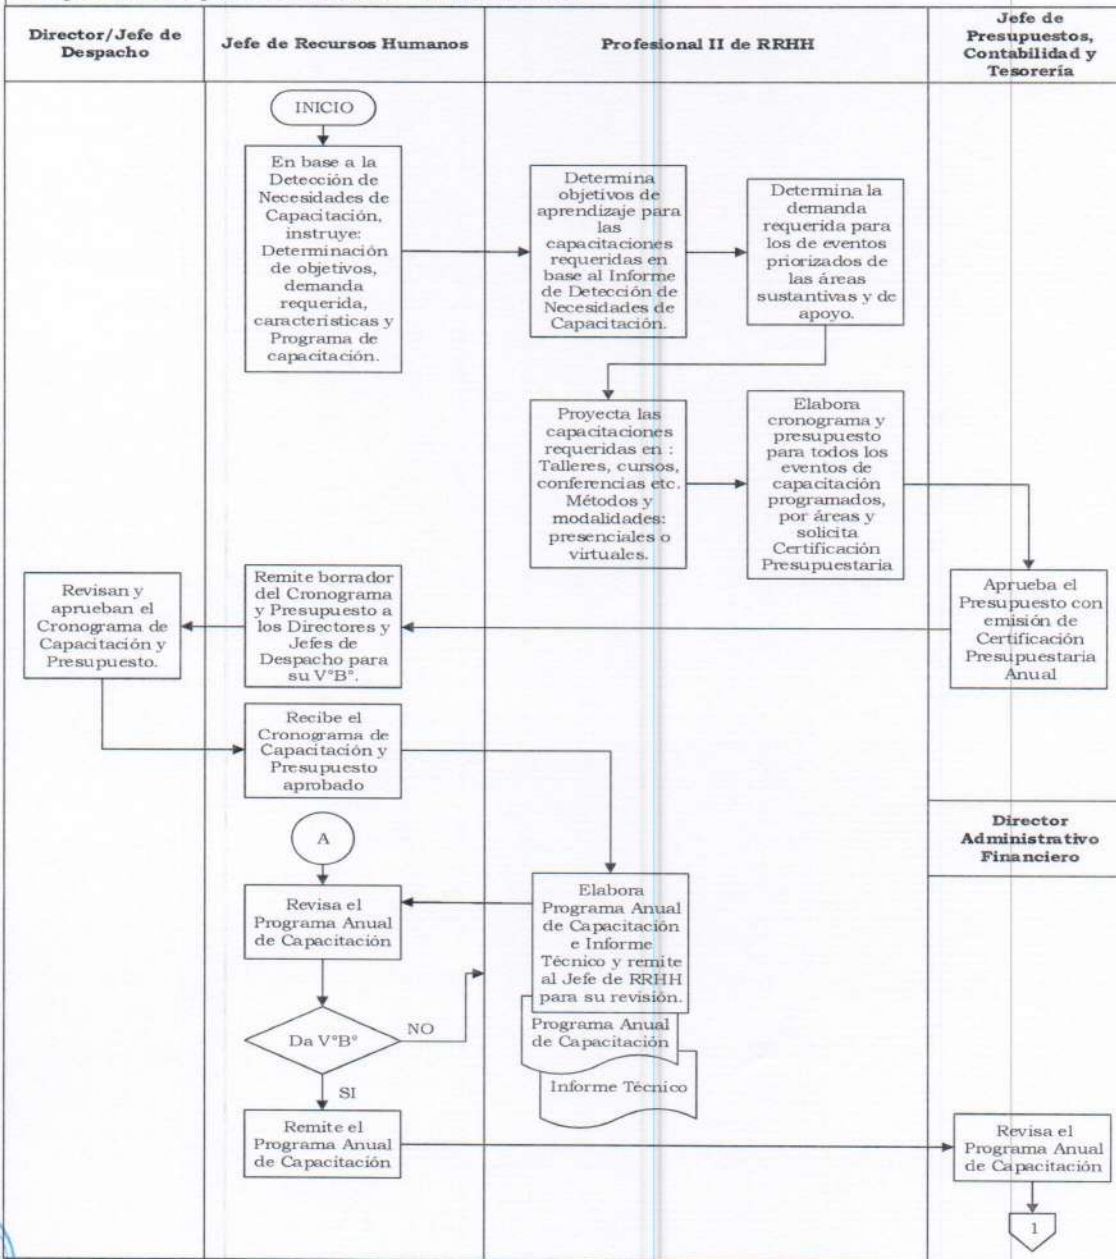 Director/Jefe de
Despacho
Jefe de Recursos Humanos
Profesional II de RRHH
Jefe de
Presupuestos,
Contabilidad y
Tesorería
INICIO
En base a la
Detección de
Necesidades de
Capacitación,
instruye:
Determinación
de objetivos,
demanda
requerida,
características y
Programa de
capacitación.
Determina
objetivos de
aprendizaje para
las
capacitaciones
requeridas en
base al Informe
de Detección de
Necesidades de
Capacitación.
Determina la
demanda
requerida para
los de eventos
priorizados de
las áreas
sustantivas y de
apoyo.
Proyecta las
capacitaciones
requeridas en :
Talleres, cursos,
conferencias etc.
Métodos y
modalidades:
presenciales o
virtuales.
Elabora
cronograma y
presupuesto
para todos los
eventos de
capacitación
programados,
por áreas y
solicita
Certificación
Presupuestaria
Aprueba el
Presupuesto con
emisión de
Certificación
Presupuestaria
Anual
Remite borrador
del Cronograma
y Presupuesto a
los Directores y
Jefes de
Despacho para
su V°B°.
Revisan y
aprueban el
Cronograma de
Capacitación y
Presupuesto.
Recibe el
Cronograma de
Capacitación y
Presupuesto
aprobado
Director
Administrativo
Financiero
A
Revisa el
Programa Anual
de Capacitación
Elabora
Programa Anual
de Capacitación
e Informe
Técnico y remite
al Jefe de RRHH
para su revisión.
Programa Anual
de Capacitación
Informe Técnico
Da V°B°
NO
SI
Remite el
Programa Anual
de Capacitación
Revisa el
Programa Anual
de Capacitación
1